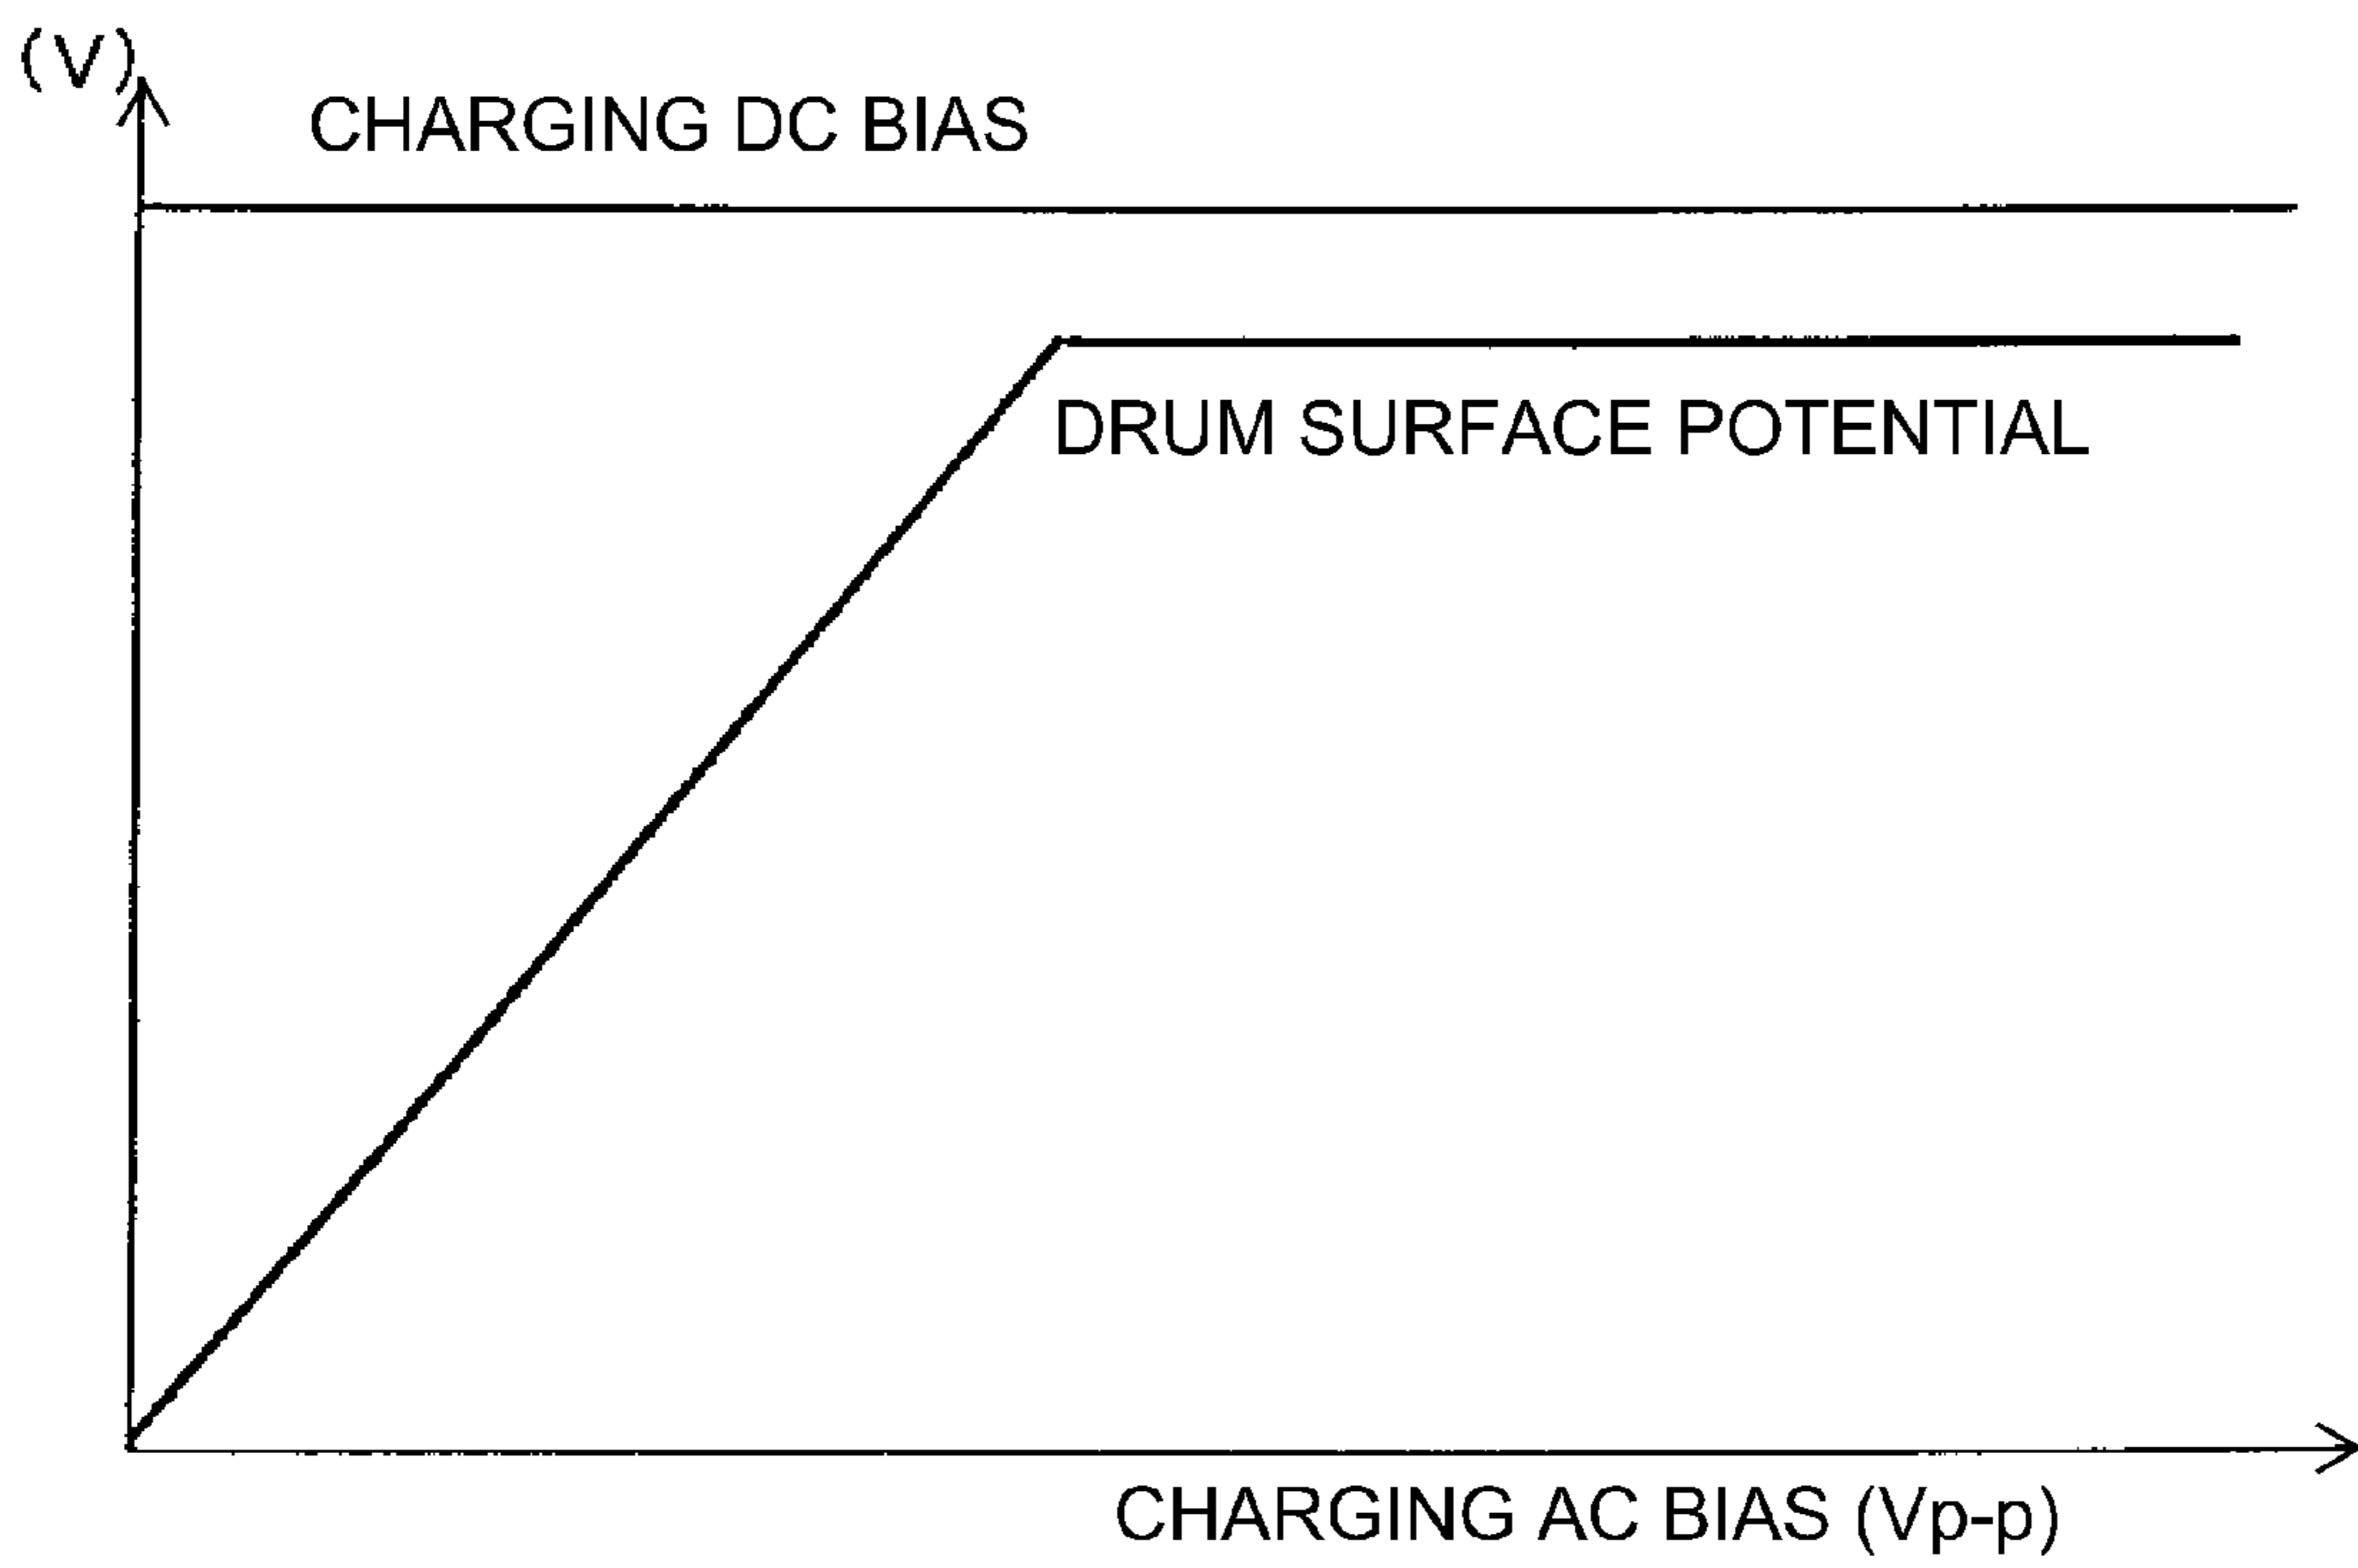 (V)
CHARGING DC BIAS
DRUM SURFACE POTENTIAL
CHARGING AC BIAS (Vp-p)